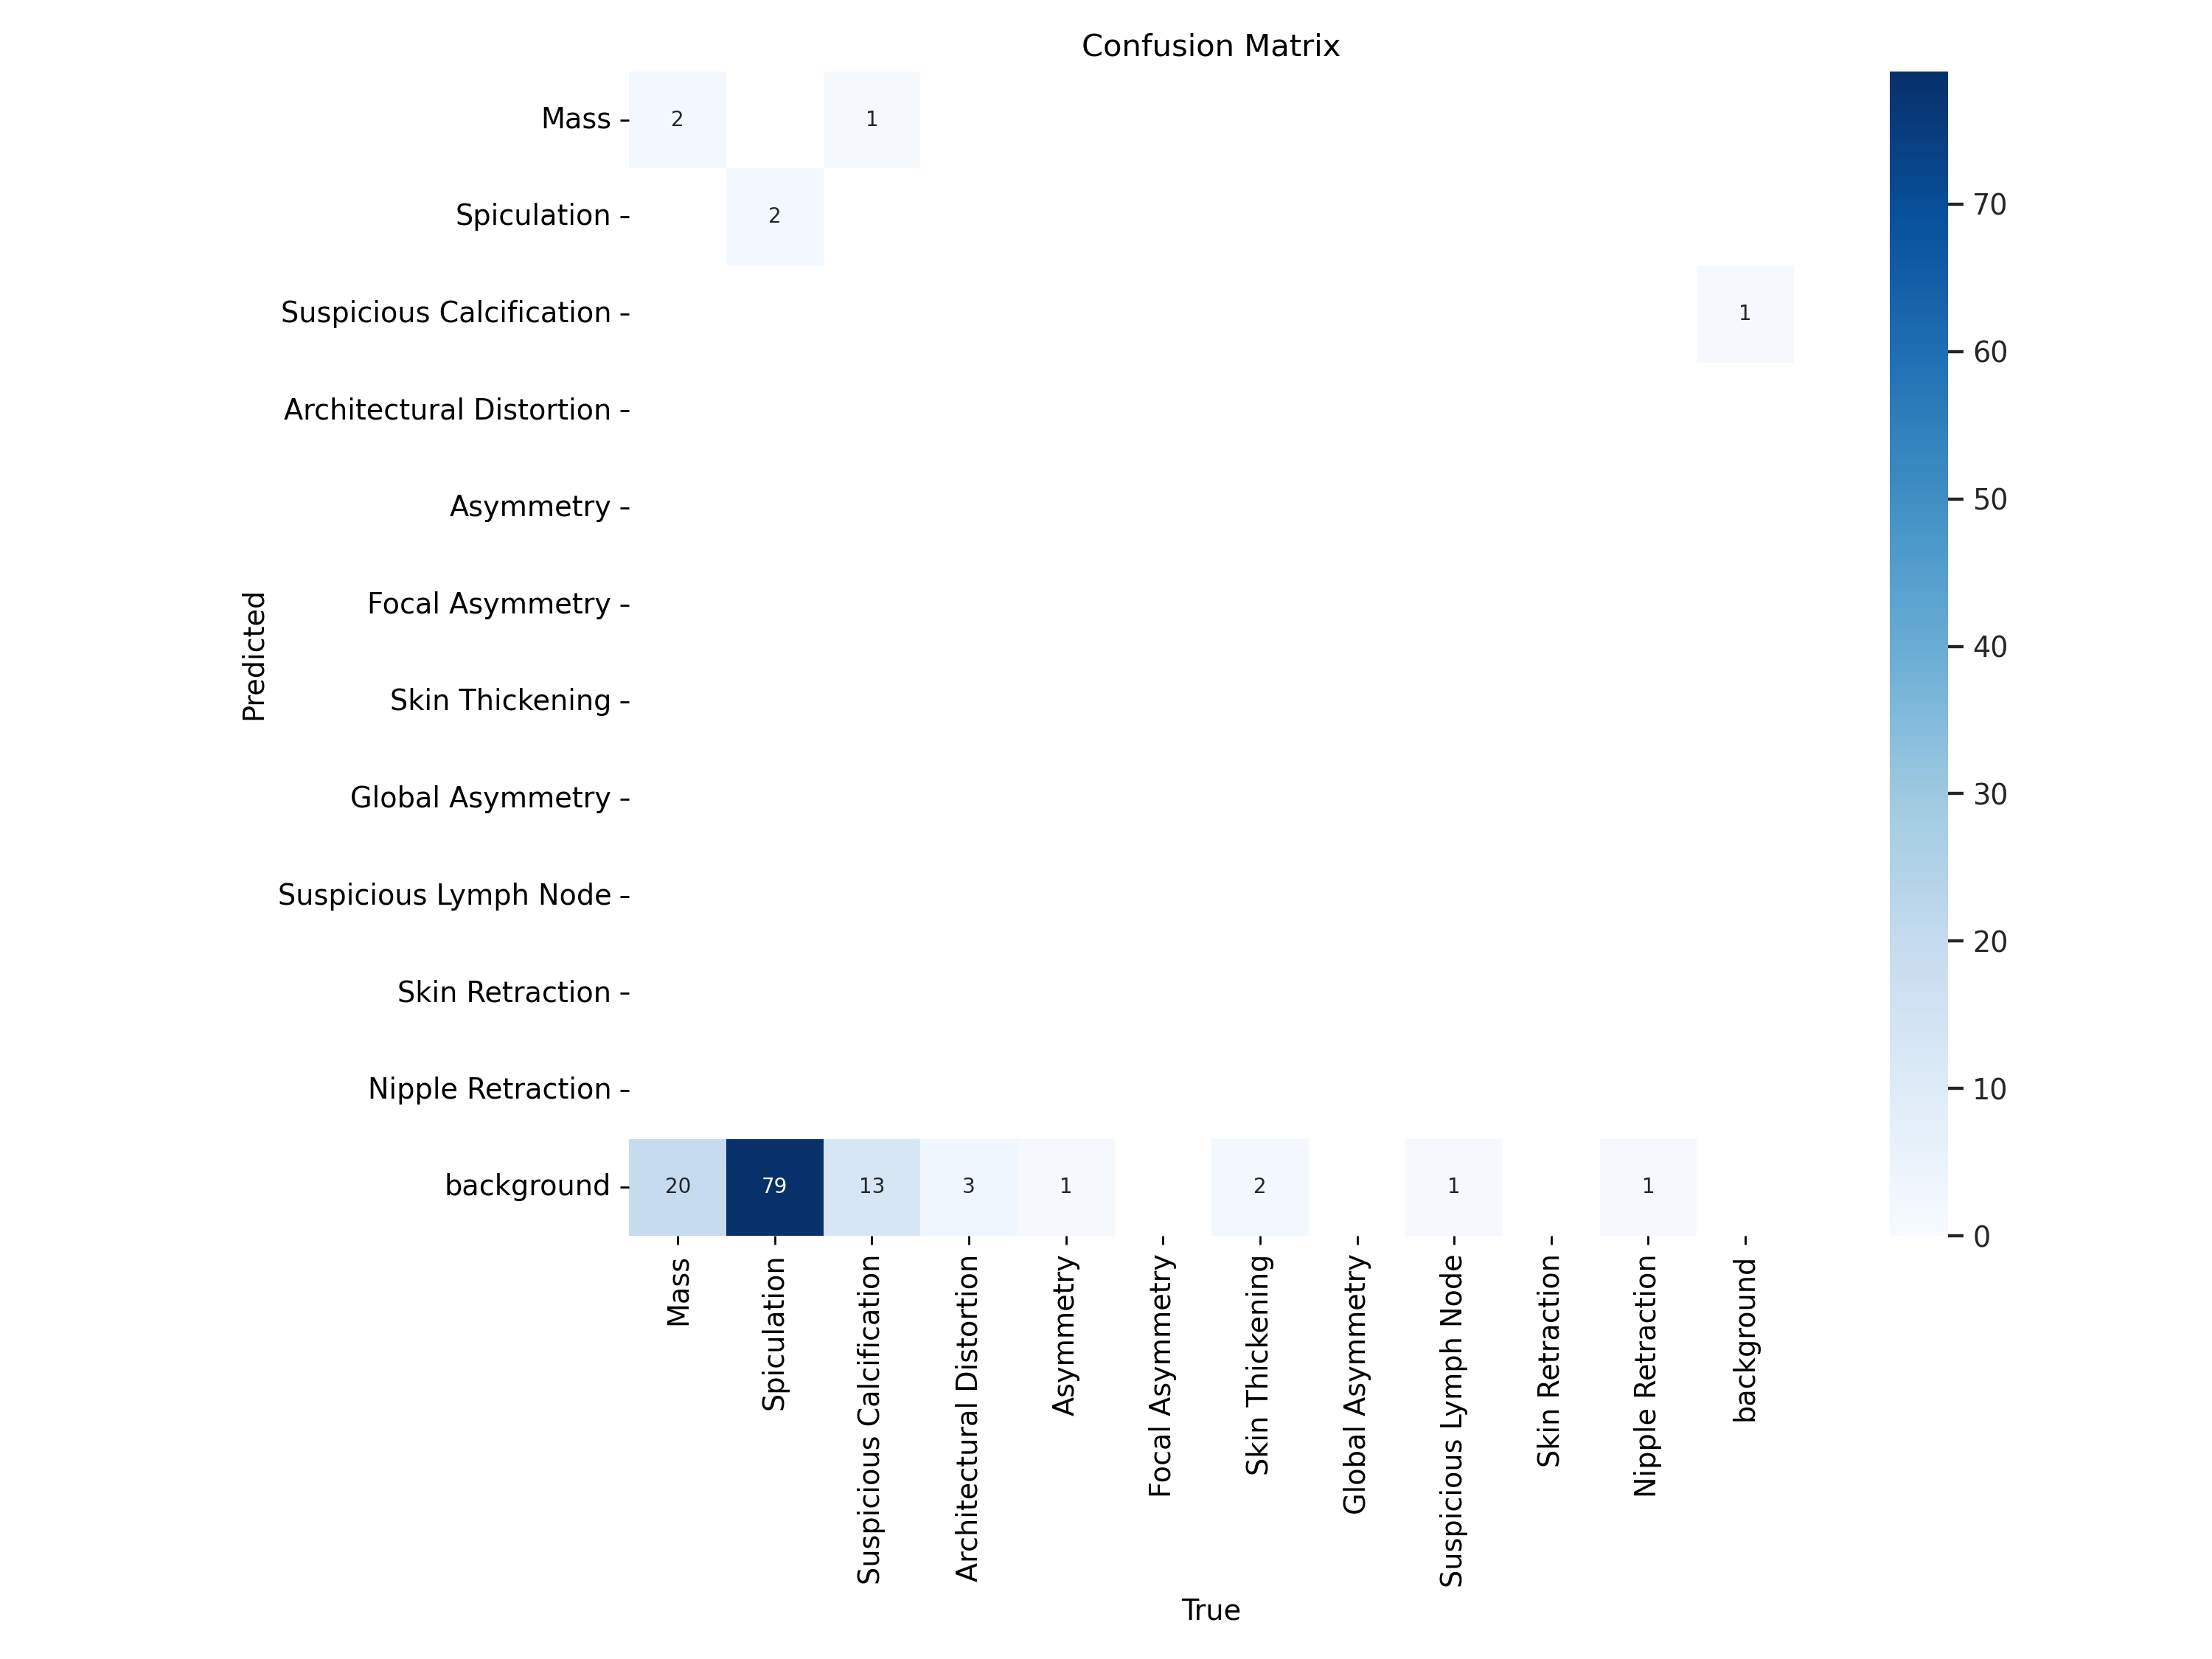 Confusion Matrix
Mass
2
1
Spiculation
2
Suspicious Calcification
1
Architectural Distortion
Asymmetry
Focal Asymmetry
Skin Thickening
Global Asymmetry
Suspicious Lymph Node
Skin Retraction
Nipple Retraction
background
20
79
13
3
1
2
1
1
Predicted
Mass
Spiculation
Suspicious Calcification
Architectural Distortion
Asymmetry
Focal Asymmetry
Skin Thickening
Global Asymmetry
Suspicious Lymph Node
Skin Retraction
Nipple Retraction
background
True
70
60
50
40
30
20
10
0